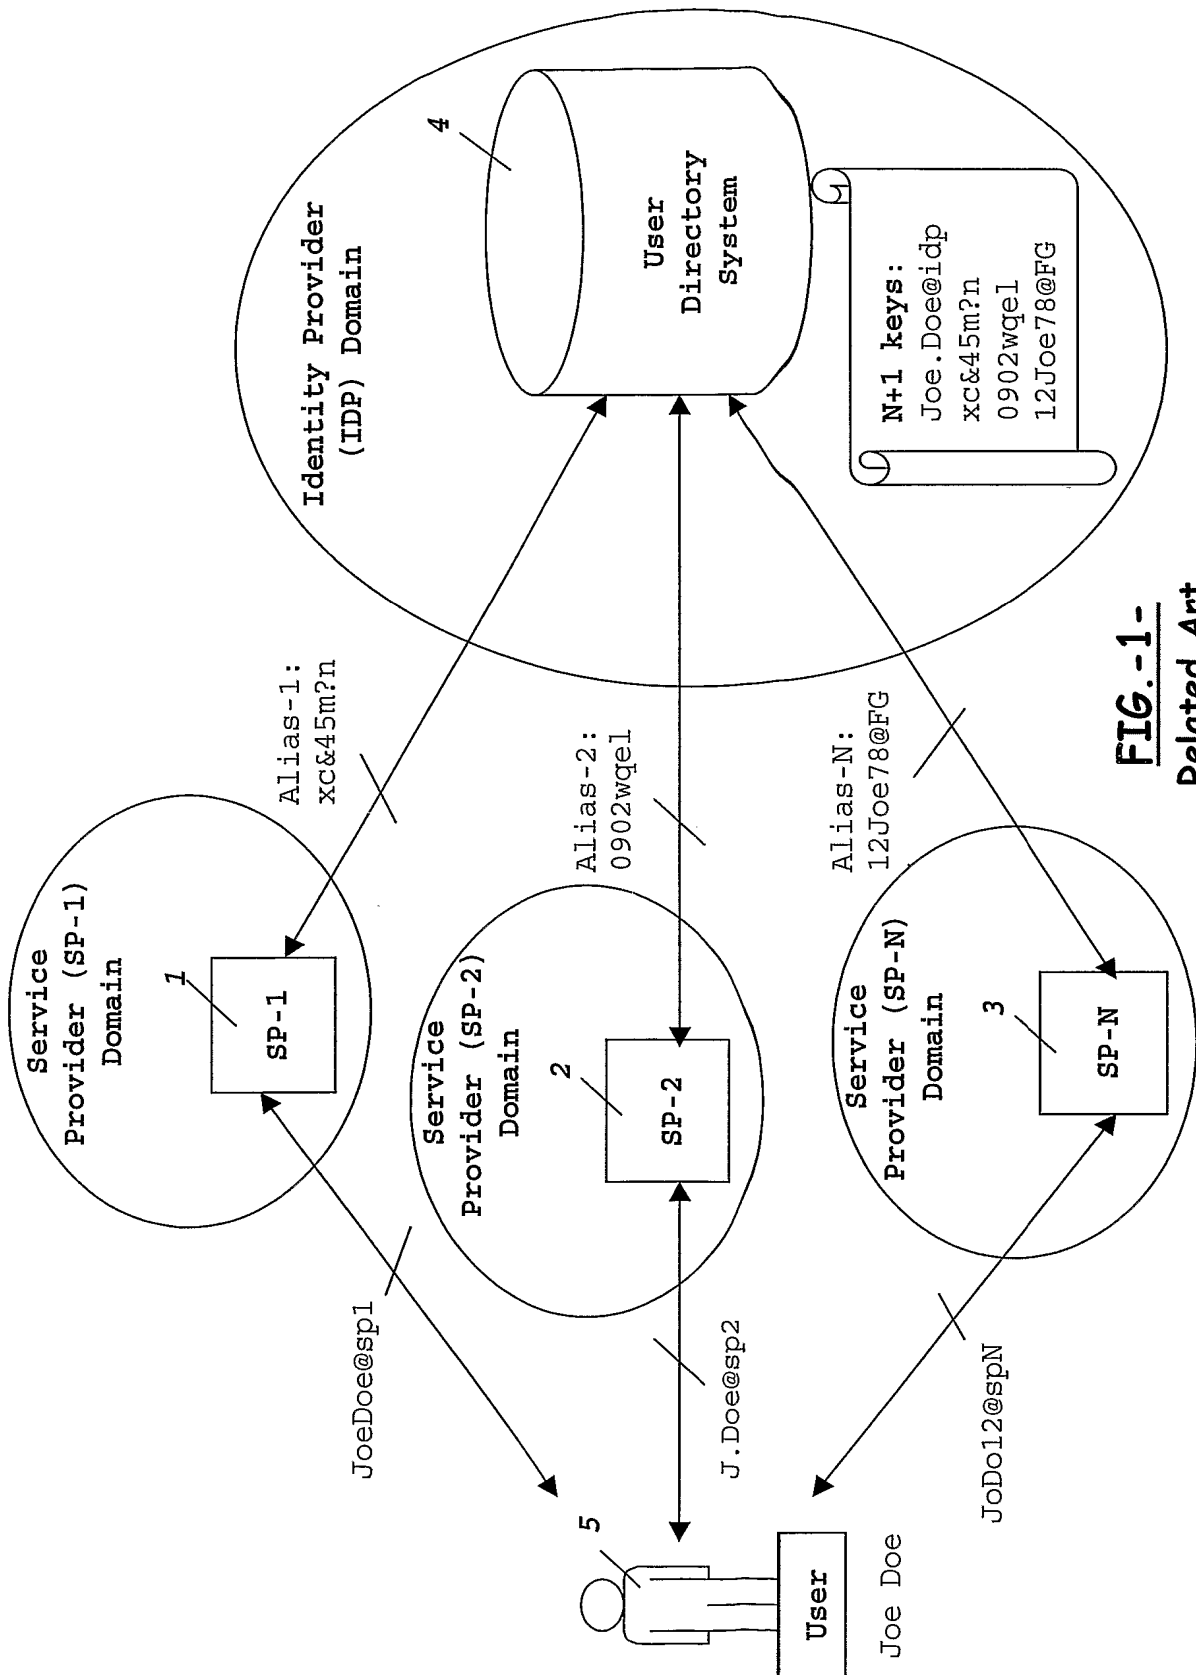 Service
Provider (SP-1)
Domain
1
SP-1
JoeDoe@sp1
Alias-1:
xc&45m?n
Identity Provider
(IDP) Domain
4
User
Directory
System
Service
Provider (SP-2)
Domain
2
SP-2
J.Doe@sp2
Alias-2:
0902wqel
5
User
Joe Doe
Service
Provider (SP-N)
Domain
3
SP-N
JoDo12@spN
Alias-N:
12Joe78@FG
N+1 keys:
Joe.Doe@idp
xc&45m?n
0902wqel
12Joe78@FG
FIG.-1-
Related Art